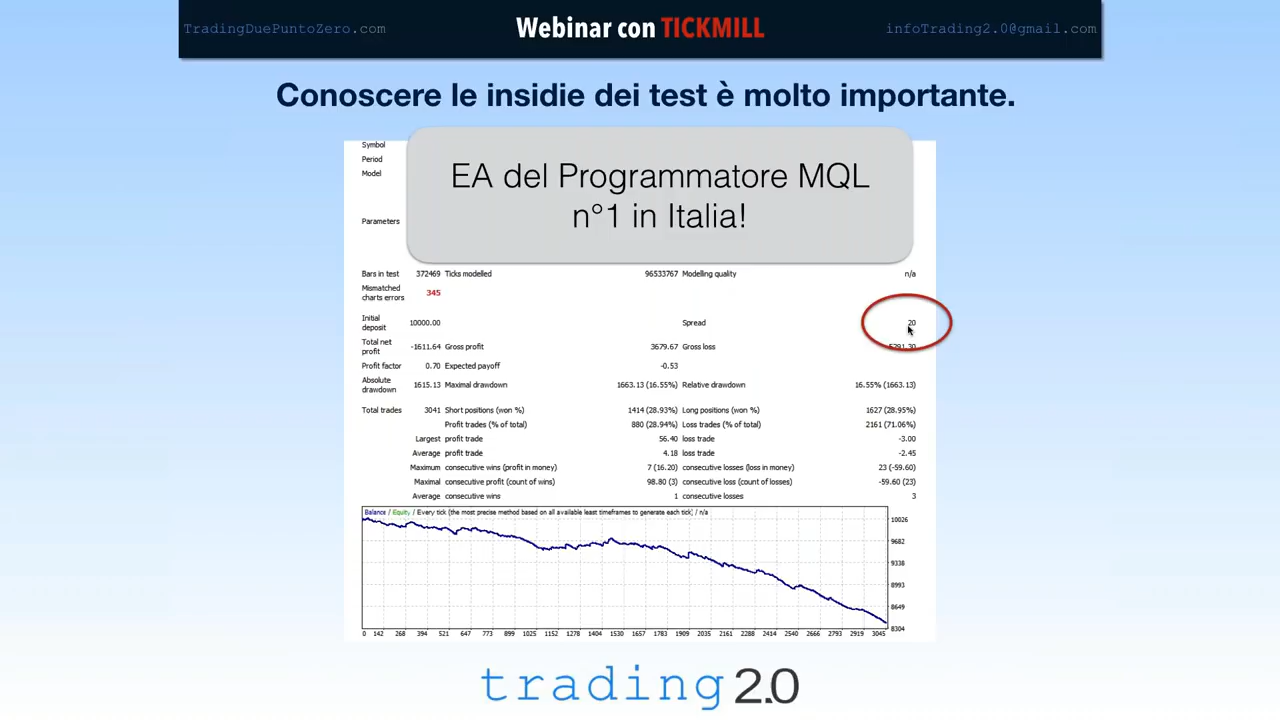 TradingDuePuntoZero.com
Webinar con TICKMILL
infoTrading2.0@gmail.com
Conoscere le insidie dei test è molto importante.
EA del Programmatore MQL
n°1 in Italia!
Symbol
Period
Model
Parameters
Bars in test 372469 Ticks modelled 96533767 Modelling quality n/a
Mismatched
charts errors 345
Initial
deposit 10000.00 Spread 20
Total net
profit -1611.64 Gross profit 3679.67 Gross loss 5291.30
Profit factor 0.70 Expected payoff -0.53
Absolute
drawdown 1615.13 Maximal drawdown 1663.13 (16.55%) Relative drawdown 16.55% (1663.13)
Total trades 3041 Short positions (won %) 1414 (28.93%) Long positions (won %) 1627 (28.95%)
Profit trades (% of total) 880 (28.94%) Loss trades (% of total) 2161 (71.06%)
Largest profit trade 56.40 loss trade -3.00
Average profit trade 4.18 loss trade -2.45
Maximum consecutive wins (profit in money) 7 (16.20) consecutive losses (loss in money) 23 (-59.60)
Maximal consecutive profit (count of wins) 98.80 (3) consecutive loss (count of losses) -59.60 (23)
Average consecutive wins 1 consecutive losses 3
Balance / Equity / Every tick (the most precise method based on all available least timeframes to generate each tick) / n/a
10026
9682
9338
8993
8649
8304
0 142 268 394 521 647 773 899 1025 1152 1278 1404 1530 1657 1783 1909 2035 2161 2288 2414 2540 2666 2793 2919 3045
trading 2.0